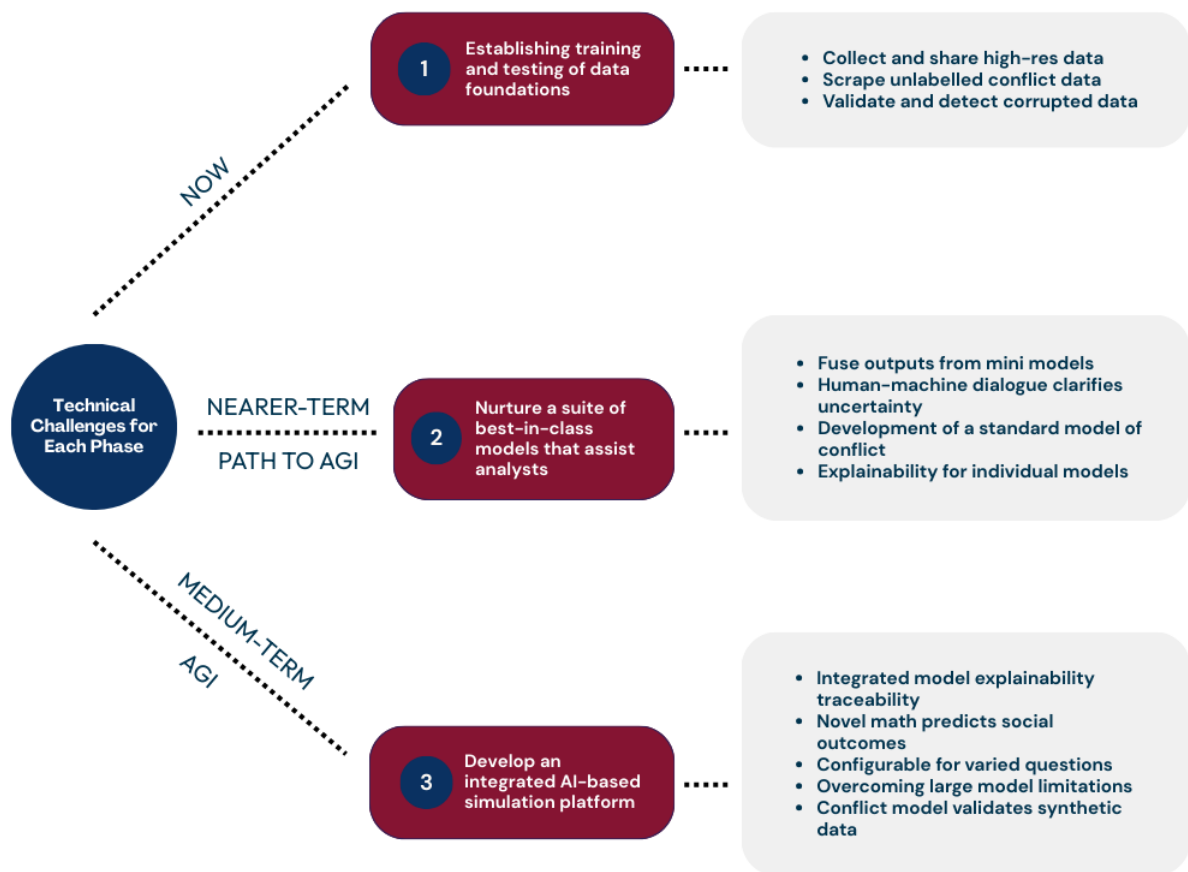 Technical
Challenges for
Each Phase
NOW
1
Establishing training
and testing of data
foundations
• Collect and share high-res data
• Scrape unlabelled conflict data
• Validate and detect corrupted data
NEARER-TERM
PATH TO AGI
2
Nurture a suite of
best-in-class
models that assist
analysts
• Fuse outputs from mini models
• Human-machine dialogue clarifies
uncertainty
• Development of a standard model of
conflict
• Explainability for individual models
MEDIUM-TERM
AGI
3
Develop an
integrated AI-based
simulation platform
• Integrated model explainability
traceability
• Novel math predicts social
outcomes
• Configurable for varied questions
• Overcoming large model limitations
• Conflict model validates synthetic
data